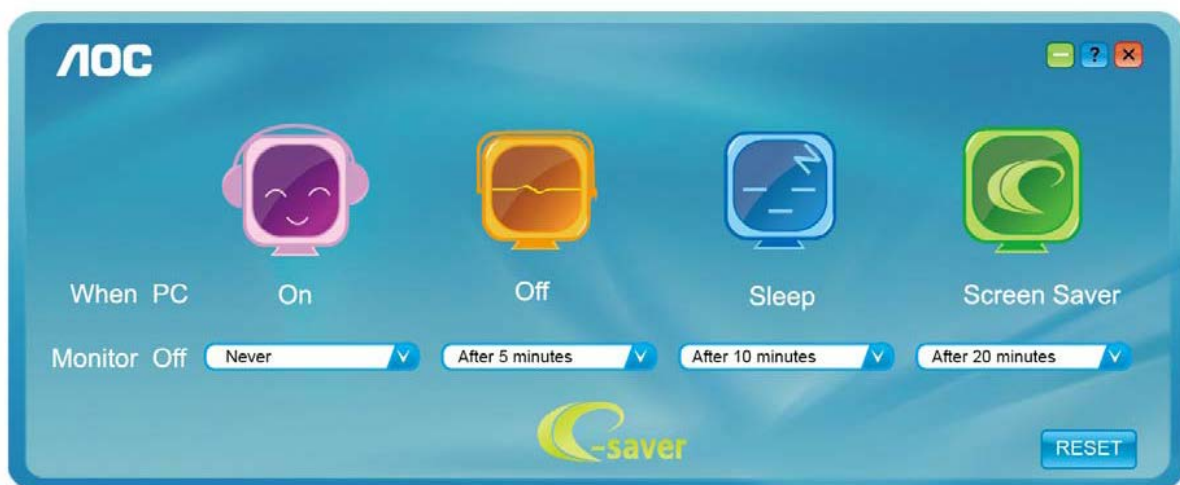 AOC
?
When PC On Off Sleep Screen Saver
Monitor Off Never After 5 minutes After 10 minutes After 20 minutes
e-saver
RESET